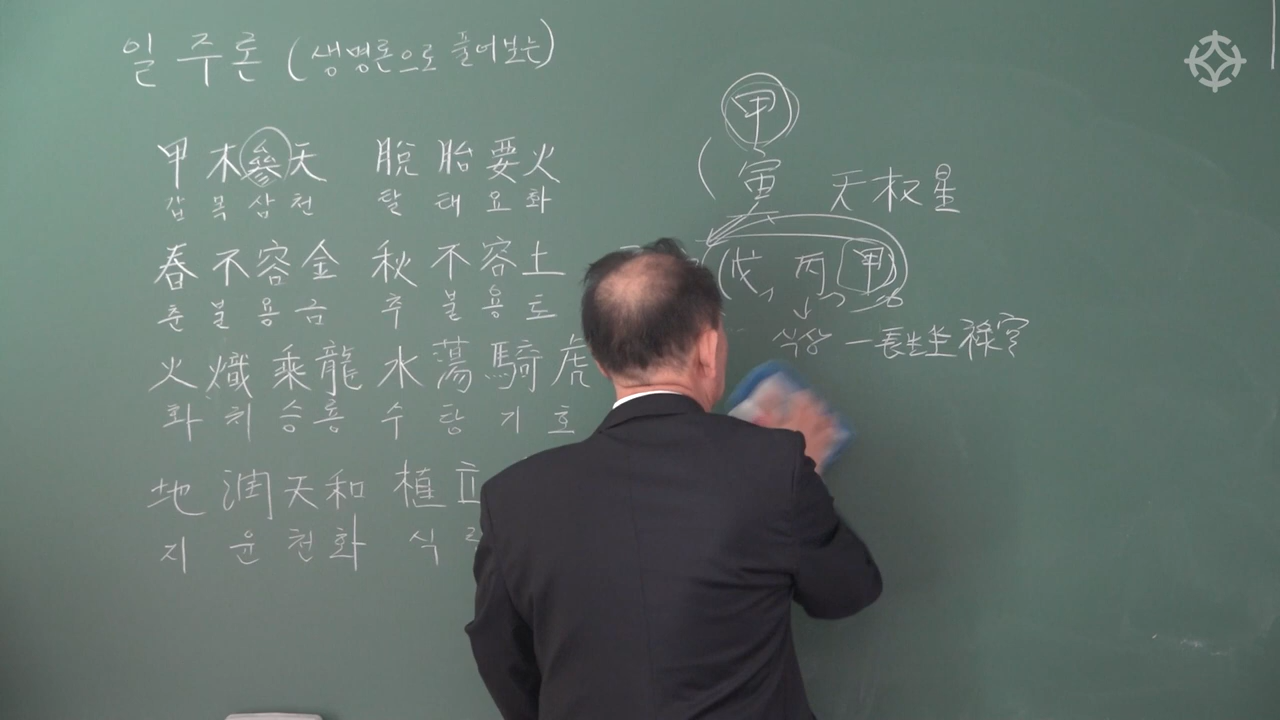 일 주 론 (생명론으로 풀어보는)
甲 木 參 天 脫 胎 要 火
갑 목 삼 천 탈 태 요 화
春 不 容 金 秋 不 容 土
춘 불 용 금 추 불 용 토
火 熾 乘 龍 水 蕩 騎 虎
화 치 승 룡 수 탕 기 호
地 潤 天 和 植 立
지 윤 천 화 식
甲
寅 天 权 星
(戊 丙 甲)
식상 - 長生 坐 祿宮